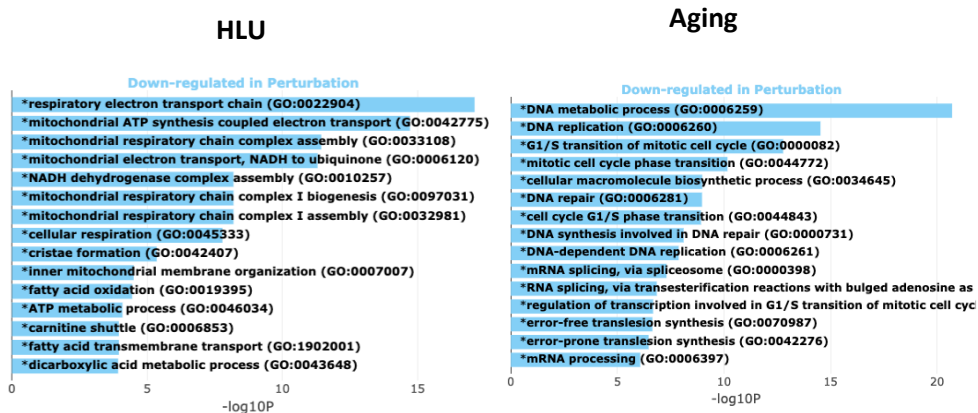 HLU
Down-regulated in Perturbation
*respiratory electron transport chain (GO:0022904)
*mitochondrial ATP synthesis coupled electron transport (GO:0042775)
*mitochondrial respiratory chain complex assembly (GO:0033108)
*mitochondrial electron transport, NADH to ubiquinone (GO:0006120)
*NADH dehydrogenase complex assembly (GO:0010257)
*mitochondrial respiratory chain complex I biogenesis (GO:0097031)
*mitochondrial respiratory chain complex I assembly (GO:0032981)
*cellular respiration (GO:0045333)
*cristae formation (GO:0042407)
*inner mitochondrial membrane organization (GO:0007007)
*fatty acid oxidation (GO:0019395)
*ATP metabolic process (GO:0046034)
*carnitine shuttle (GO:0006853)
*fatty acid transmembrane transport (GO:1902001)
*dicarboxylic acid metabolic process (GO:0043648)
0 5 10 15
-log10P
Aging
Down-regulated in Perturbation
*DNA metabolic process (GO:0006259)
*DNA replication (GO:0006260)
*G1/S transition of mitotic cell cycle (GO:0000082)
*mitotic cell cycle phase transition (GO:0044772)
*cellular macromolecule biosynthetic process (GO:0034645)
*DNA repair (GO:0006281)
*cell cycle G1/S phase transition (GO:0044843)
*DNA synthesis involved in DNA repair (GO:0000731)
*DNA-dependent DNA replication (GO:0006261)
*mRNA splicing, via spliceosome (GO:0000398)
*RNA splicing, via transesterification reactions with bulged adenosine as
*regulation of transcription involved in G1/S transition of mitotic cell cycl
*error-free translesion synthesis (GO:0070987)
*error-prone translesion synthesis (GO:0042276)
*mRNA processing (GO:0006397)
0 5 10 15 20
-log10P